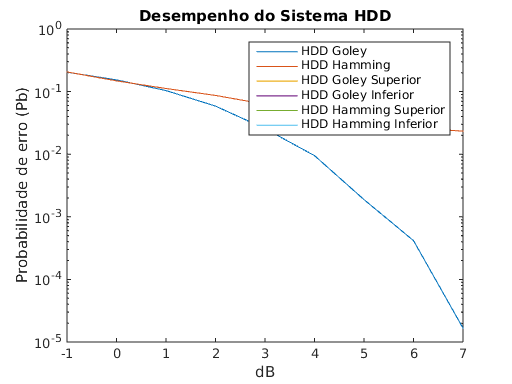 Desempenho do Sistema HDD
Probabilidade de erro (Pb)
10^0
10^-1
10^-2
10^-3
10^-4
10^-5
HDD Goley
HDD Hamming
HDD Goley Superior
HDD Goley Inferior
HDD Hamming Superior
HDD Hamming Inferior
-1 0 1 2 3 4 5 6 7
dB